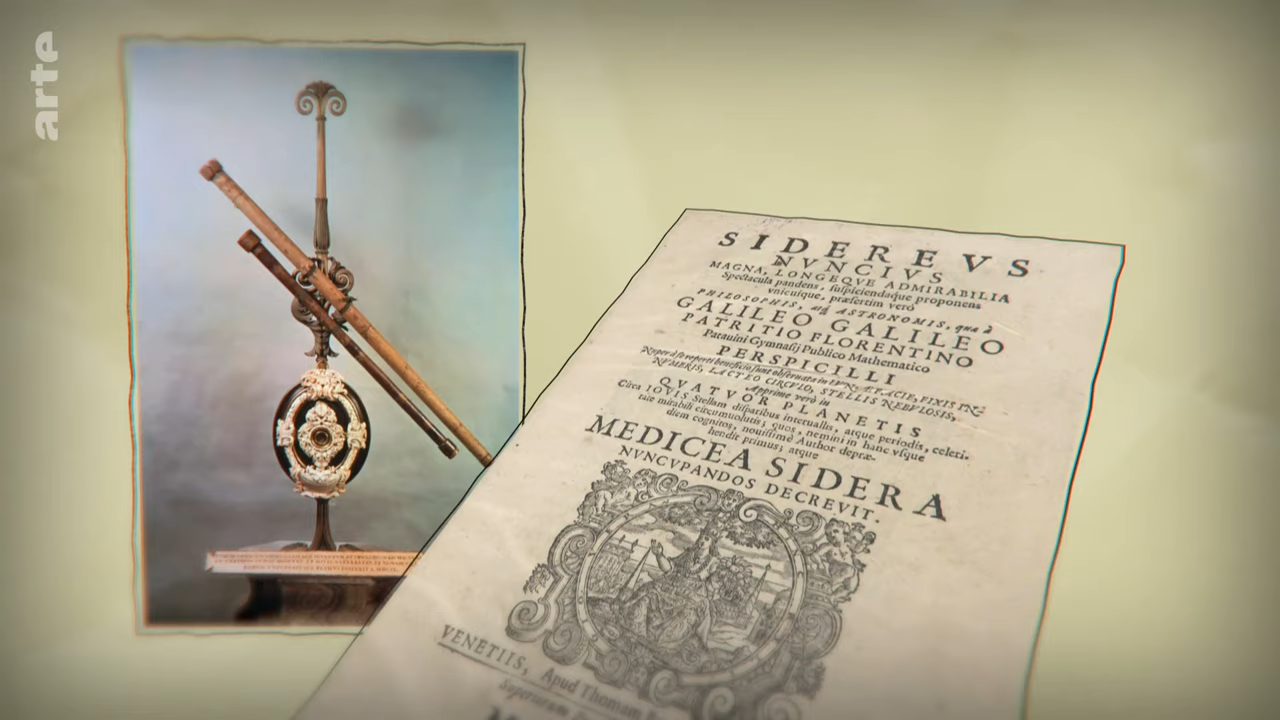 arte
SIDEREVS
NVNCIVS
MAGNA, LONGEQVE ADMIRABILIA
Spectacula pandens, suspiciendaque proponens
vnicuique, præsertim verò
PHILOSOPHIS, atq; ASTRONOMIS, quæ à
GALILEO GALILEO
PATRITIO FLORENTINO
Patauini Gymnasij Publico Mathematico
PERSPICILLI
Nuper à se reperti beneficio sunt obseruata in LVNÆ FACIE, FIXIS IN-
NVMERIS, LACTEO CIRCVLO, STELLIS NEBVLOSIS,
Apprime verò in
QVATVOR PLANETIS
Circa IOVIS Stellam disparibus interuallis, atque periodis, celeri-
tate mirabili circumuolutis; quos, nemini in hanc vsque
diem cognitos, nouissimè Author depræ-
hendit primus; atque
MEDICEA SIDERA
NVNCVPANDOS DECREVIT.
VENETIIS, Apud Thomam
Superiorum